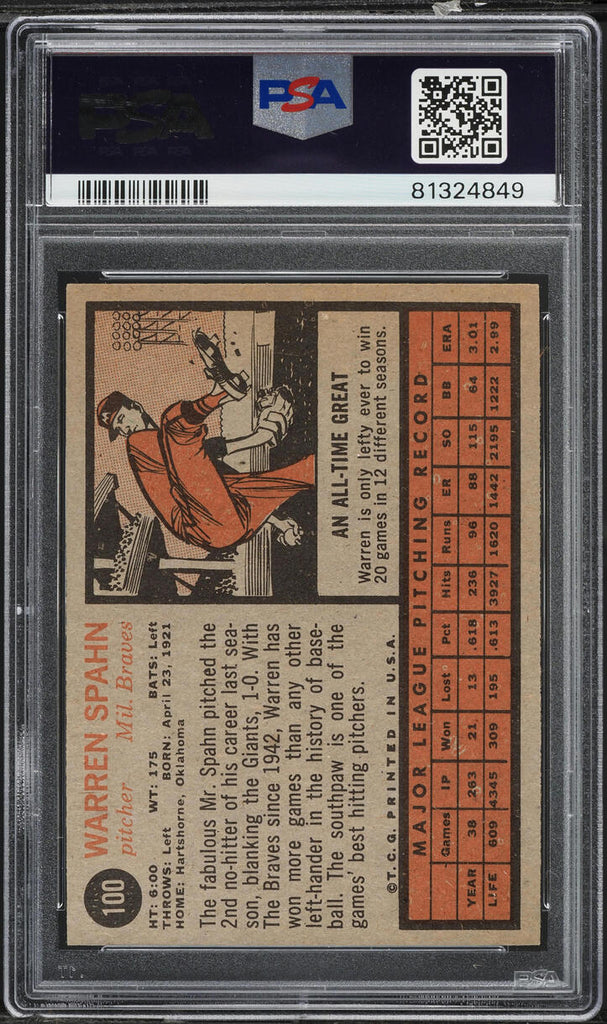 PSA
PSA
PSA PSA PSA
81324849
100
WARREN SPAHN
pitcher Mil. Braves
HT: 6:00 WT: 175 BATS: Left
THROWS: Left BORN: April 23, 1921
HOME: Hartshorne, Oklahoma
The fabulous Mr. Spahn pitched the
2nd no-hitter of his career last sea-
son, blanking the Giants, 1-0. With
The Braves since 1942, Warren has
won more games than any other
left-hander in the history of base-
ball. The southpaw is one of the
games' best hitting pitchers.
©T.C.G. PRINTED IN U.S.A.
AN ALL-TIME GREAT
Warren is only lefty ever to win
20 games in 12 different seasons.
MAJOR LEAGUE PITCHING RECORD
Games IP Won Lost Pct Hits Runs ER SO BB ERA
YEAR 38 263 21 13 .618 236 96 88 115 64 3.01
LIFE 609 4345 309 195 .613 3927 1620 1442 2195 1222 2.99
PSA